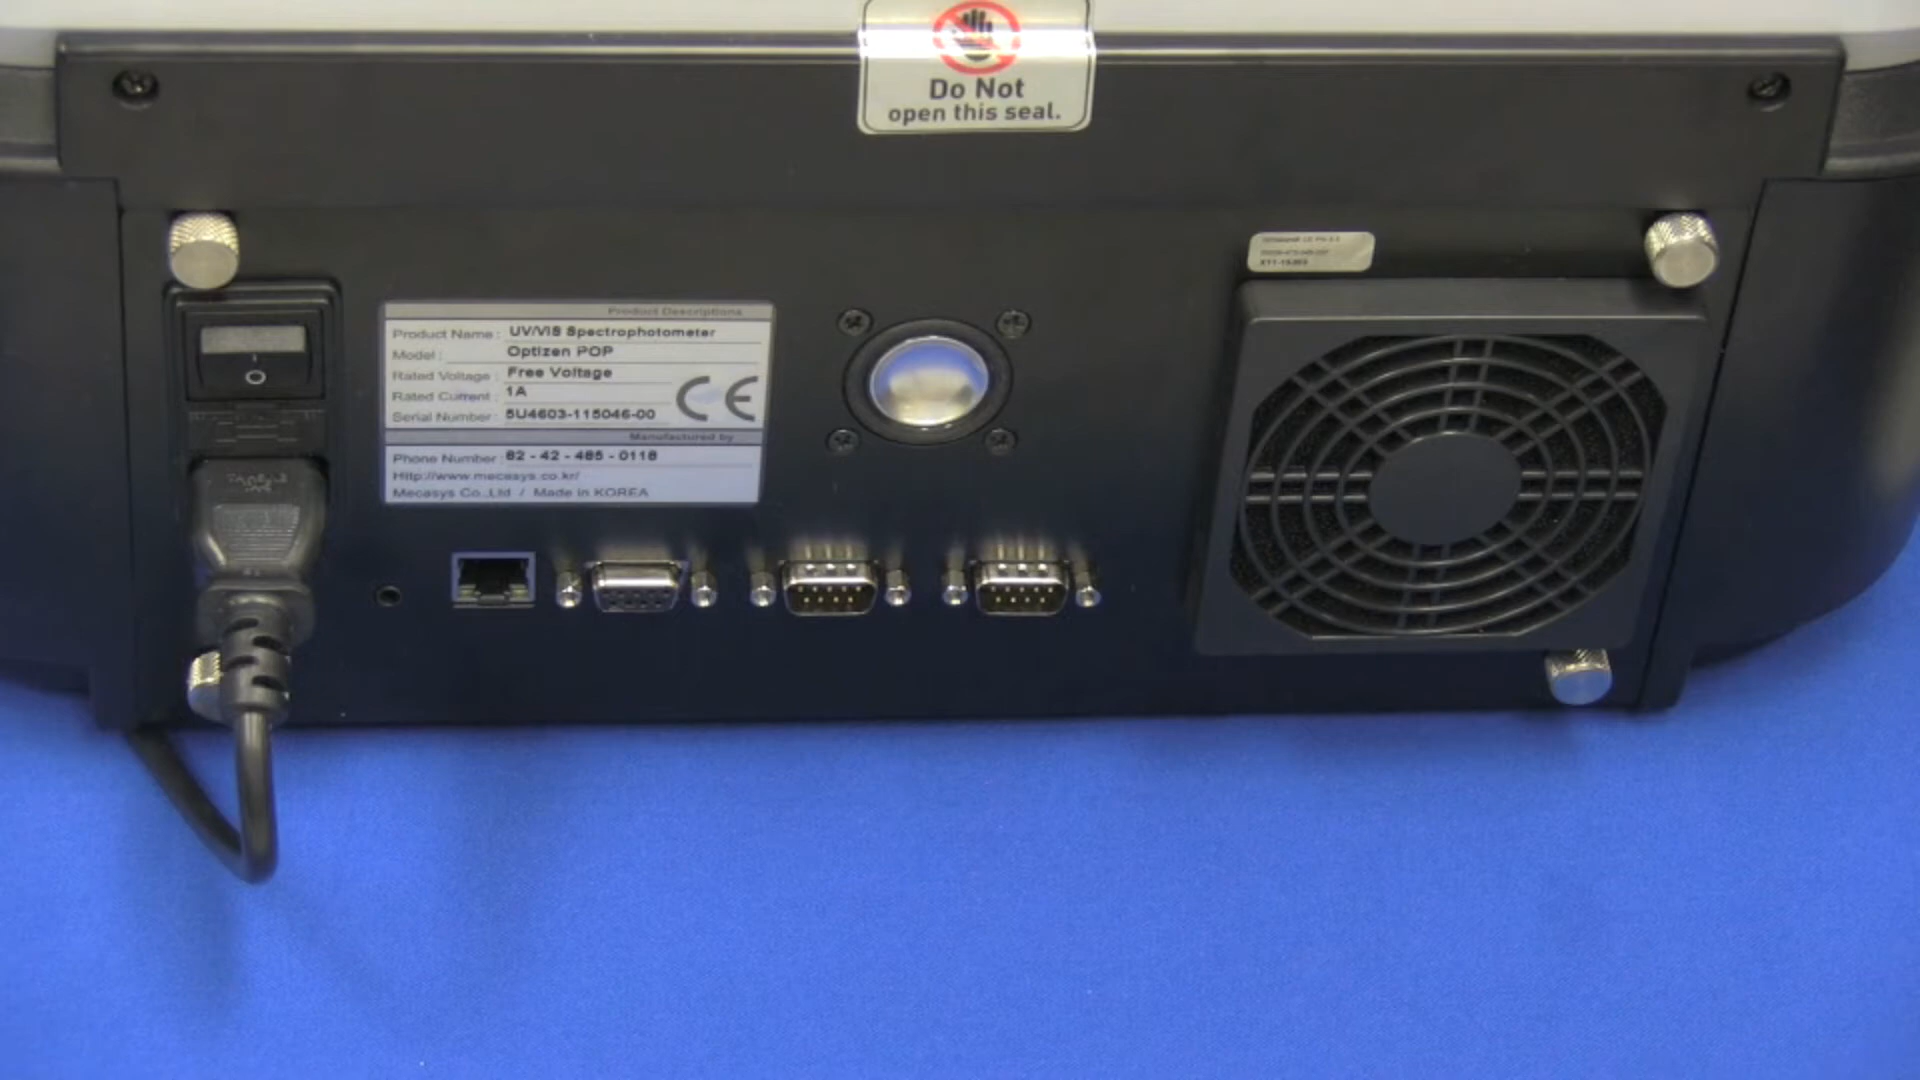 Do Not
open this seal.
Product Descriptions
Product Name : UV/VIS Spectrophotometer
Model : Optizen POP
Rated Voltage : Free Voltage
Rated Current : 1A
CE
Serial Number : 5U4603-115046-00
Manufactured by
Phone Number : 82 - 42 - 485 - 0118
Http://www.mecasys.co.kr/
Mecasys Co.,Ltd / Made in KOREA